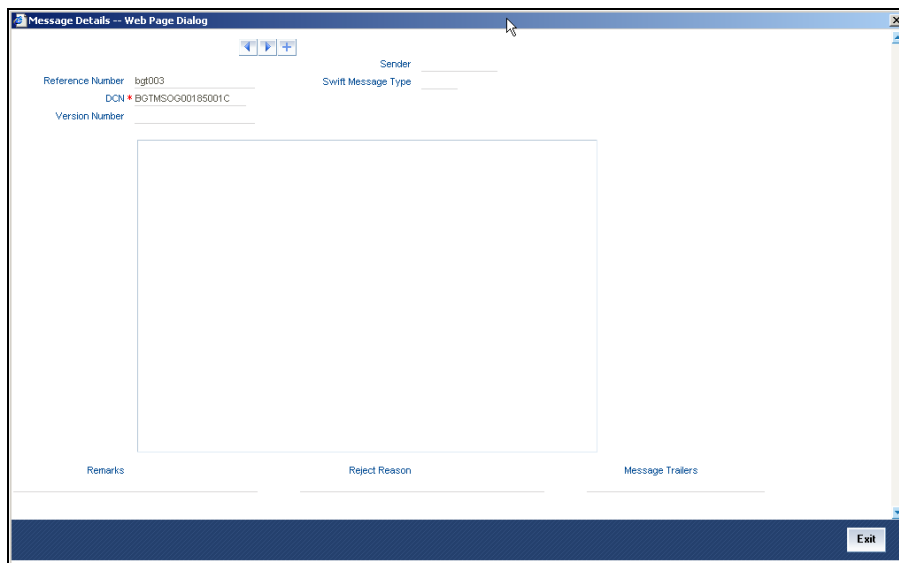 Message Details -- Web Page Dialog
Sender
Reference Number bgt003
Swift Message Type
DCN * BGTMSOG00185001C
Version Number
Remarks
Reject Reason
Message Trailers
Exit